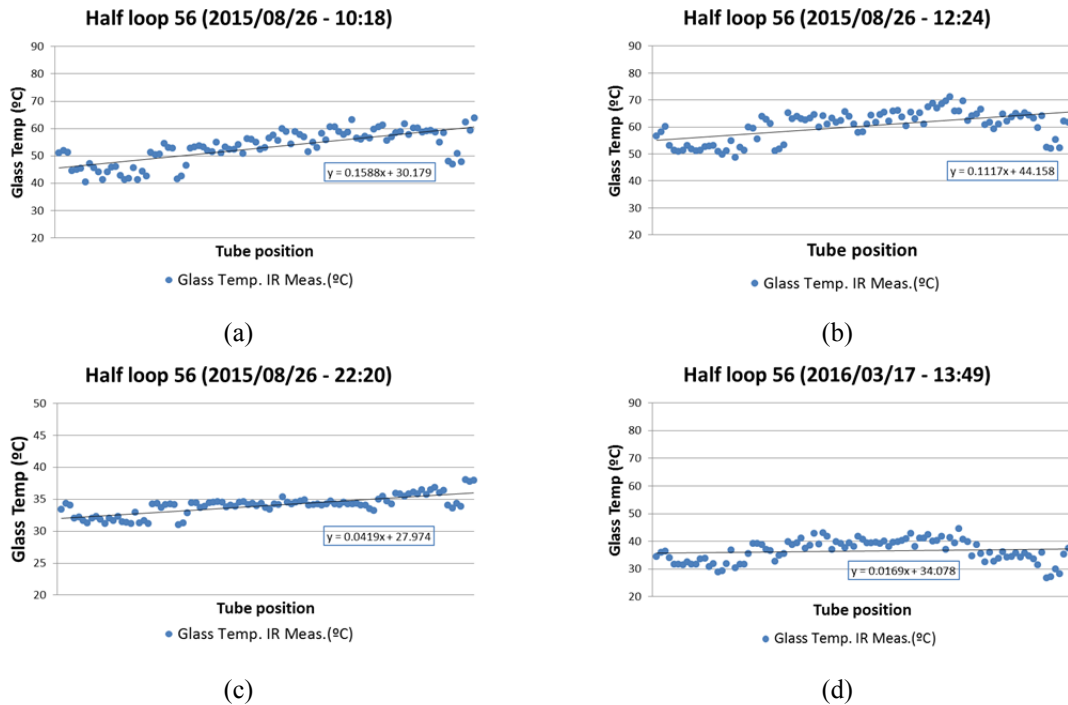 Half loop 56 (2015/08/26 - 10:18)
Glass Temp (ºC)
90
80
70
60
50
40
30
20
y = 0.1588x + 30.179
Tube position
Glass Temp. IR Meas.(ºC)
(a)
Half loop 56 (2015/08/26 - 12:24)
Glass Temp (ºC)
90
80
70
60
50
40
30
20
y = 0.1117x + 44.158
Tube position
Glass Temp. IR Meas.(ºC)
(b)
Half loop 56 (2015/08/26 - 22:20)
Glass Temp (ºC)
50
45
40
35
30
25
20
y = 0.0419x + 27.974
Tube position
Glass Temp. IR Meas.(ºC)
(c)
Half loop 56 (2016/03/17 - 13:49)
Glass Temp (ºC)
90
80
70
60
50
40
30
20
y = 0.0169x + 34.078
Tube position
Glass Temp. IR Meas.(ºC)
(d)